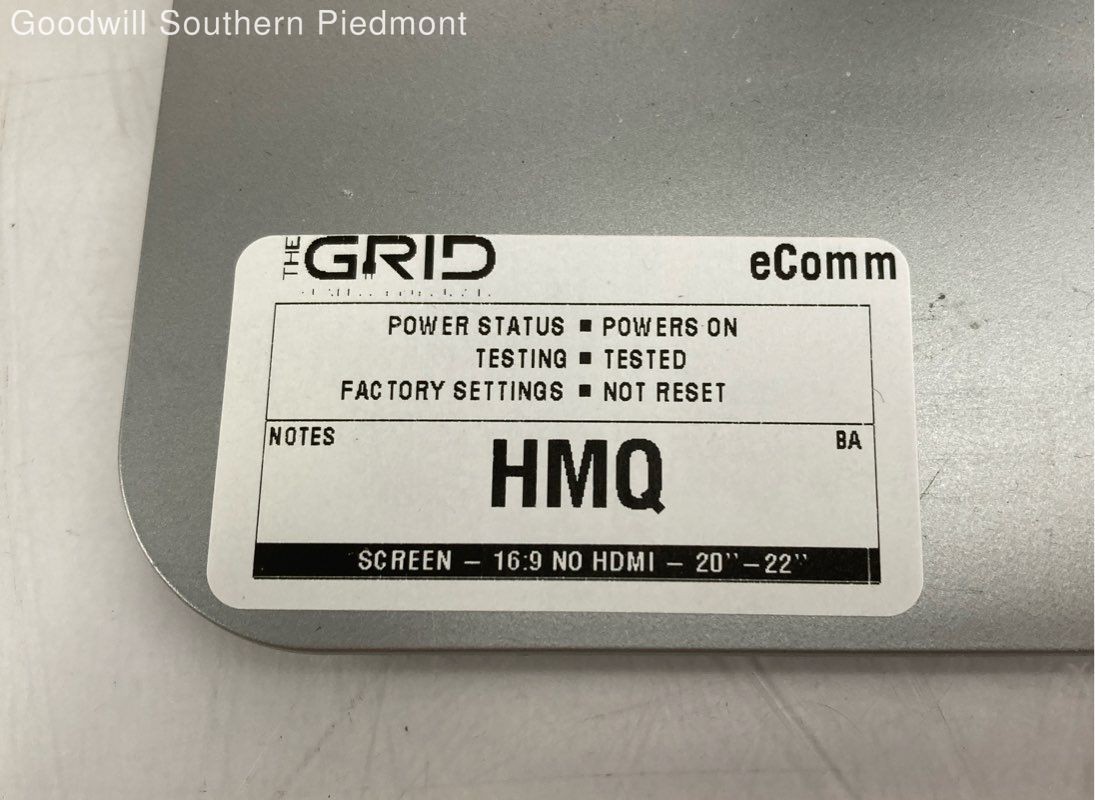 Goodwill Southern Piedmont
THE GRID
eComm
POWER STATUS ■ POWERS ON
TESTING ■ TESTED
FACTORY SETTINGS ■ NOT RESET
NOTES
BA
HMQ
SCREEN – 16:9 NO HDMI – 20''–22''